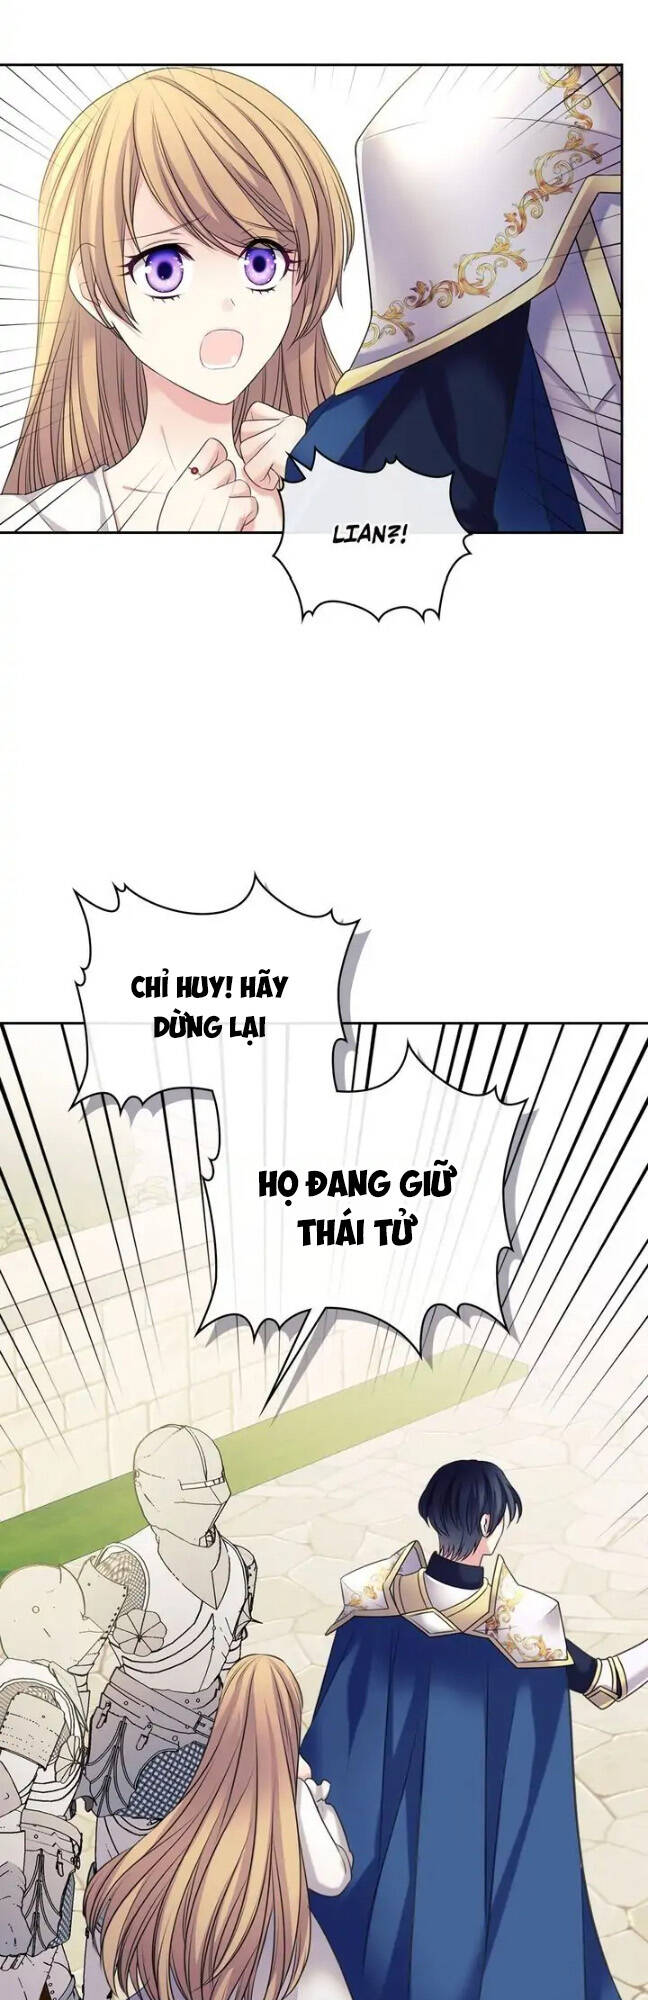 LIAN?!
CHỈ HUY! HÃY
DỪNG LẠI
HỌ ĐANG GIỮ
THÁI TỬ